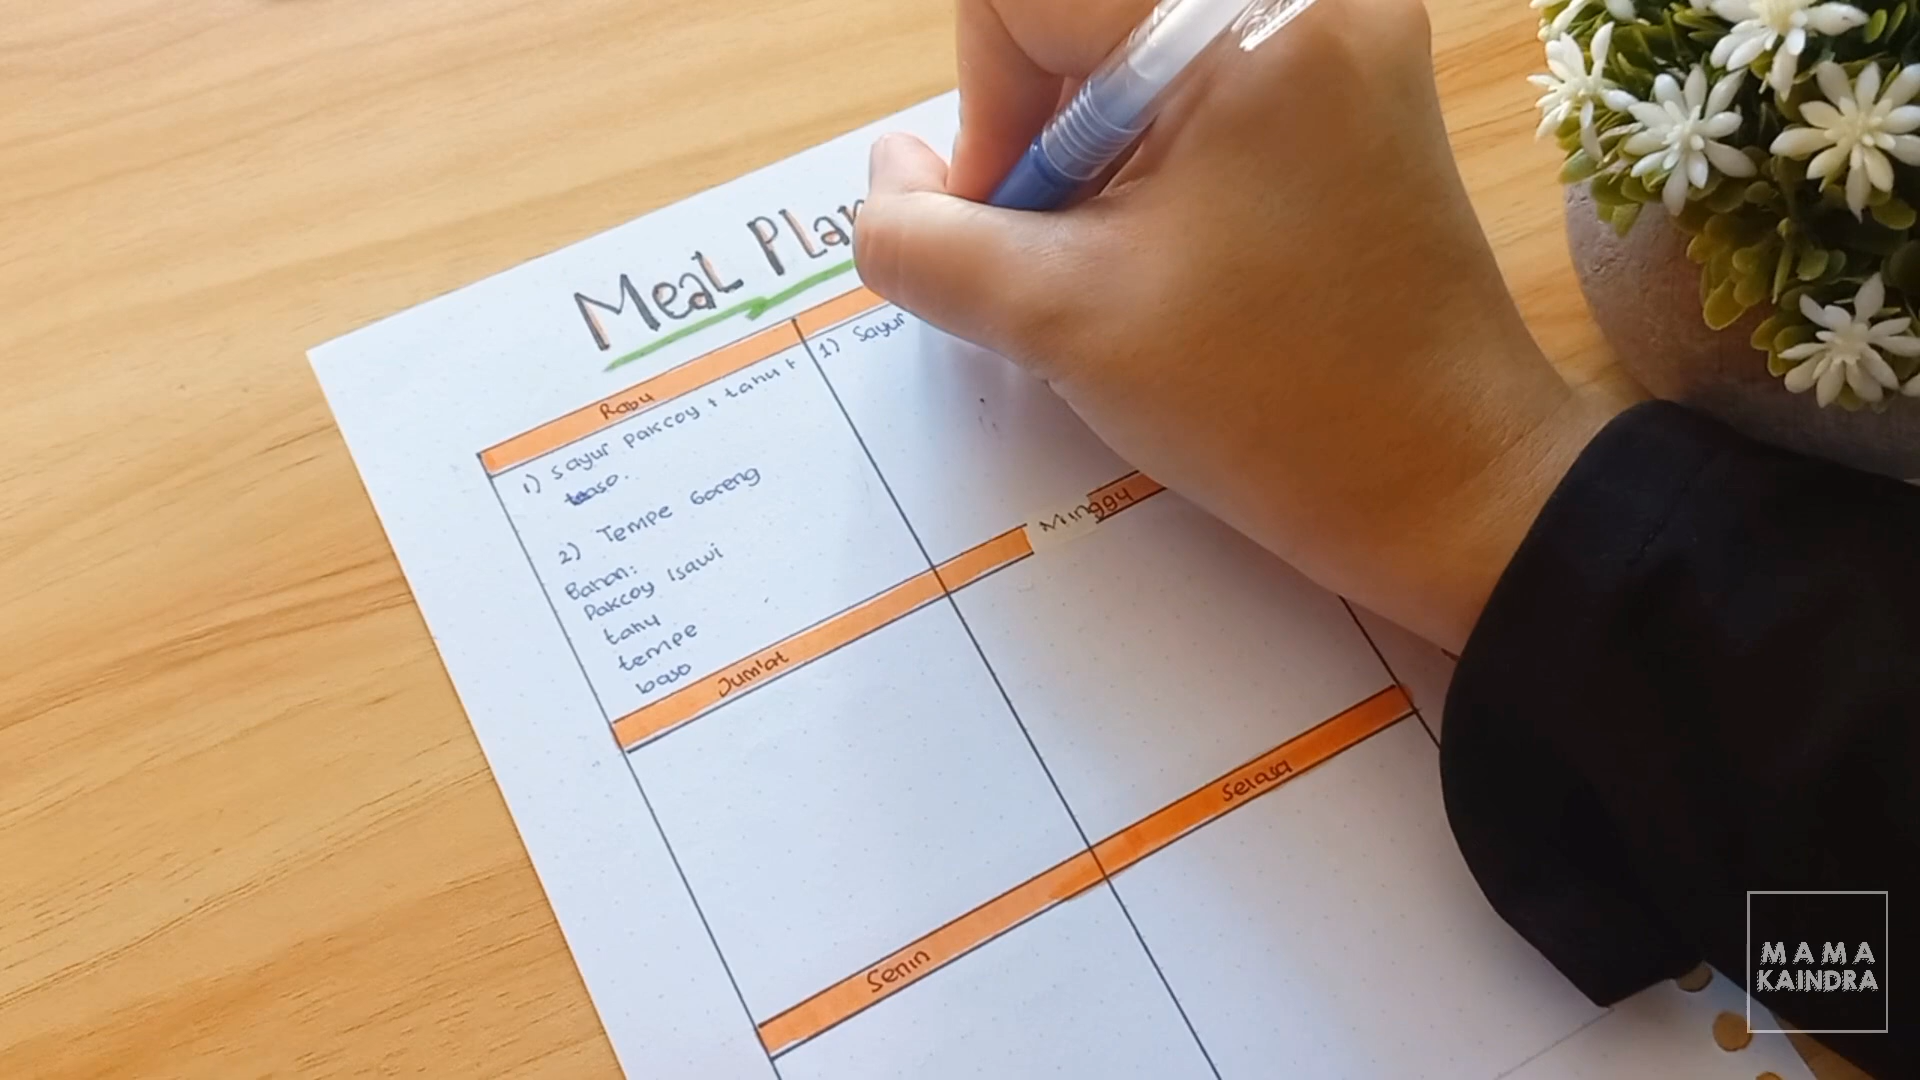 Meal Plan
Rabu
1) Sayur pakcoy + tahu +
baso.
2) Tempe Goreng
Bahan:
Pakcoy / sawi
tahu
tempe
baso
1) Sayur
Jum'at
Minggu
Senin
Selasa
MAMA
KAINDRA